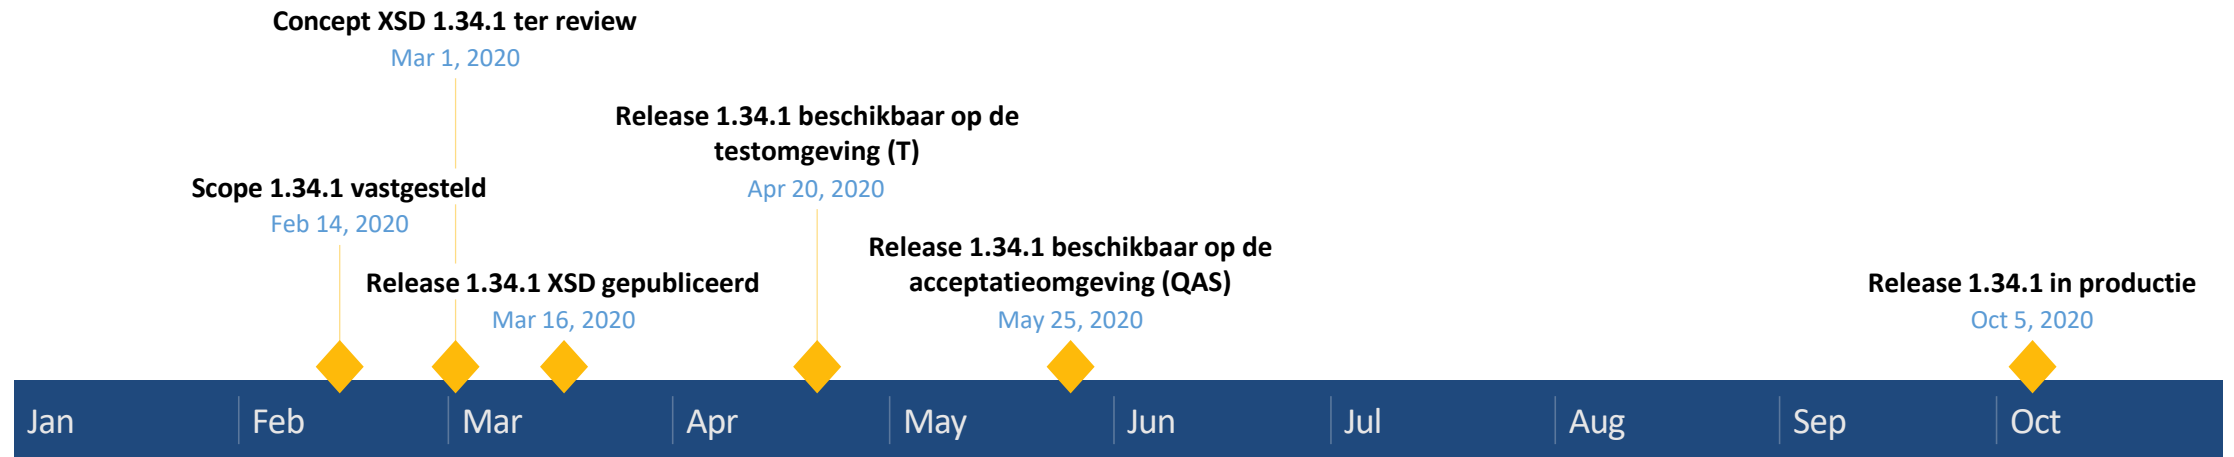 Concept XSD 1.34.1 ter review
Mar 1, 2020
Release 1.34.1 beschikbaar op de
testomgeving (T)
Apr 20, 2020
Scope 1.34.1 vastgesteld
Feb 14, 2020
Release 1.34.1 beschikbaar op de
acceptatieomgeving (QAS)
May 25, 2020
Release 1.34.1 XSD gepubliceerd
Mar 16, 2020
Release 1.34.1 in productie
Oct 5, 2020
Jan Feb Mar Apr May Jun Jul Aug Sep Oct